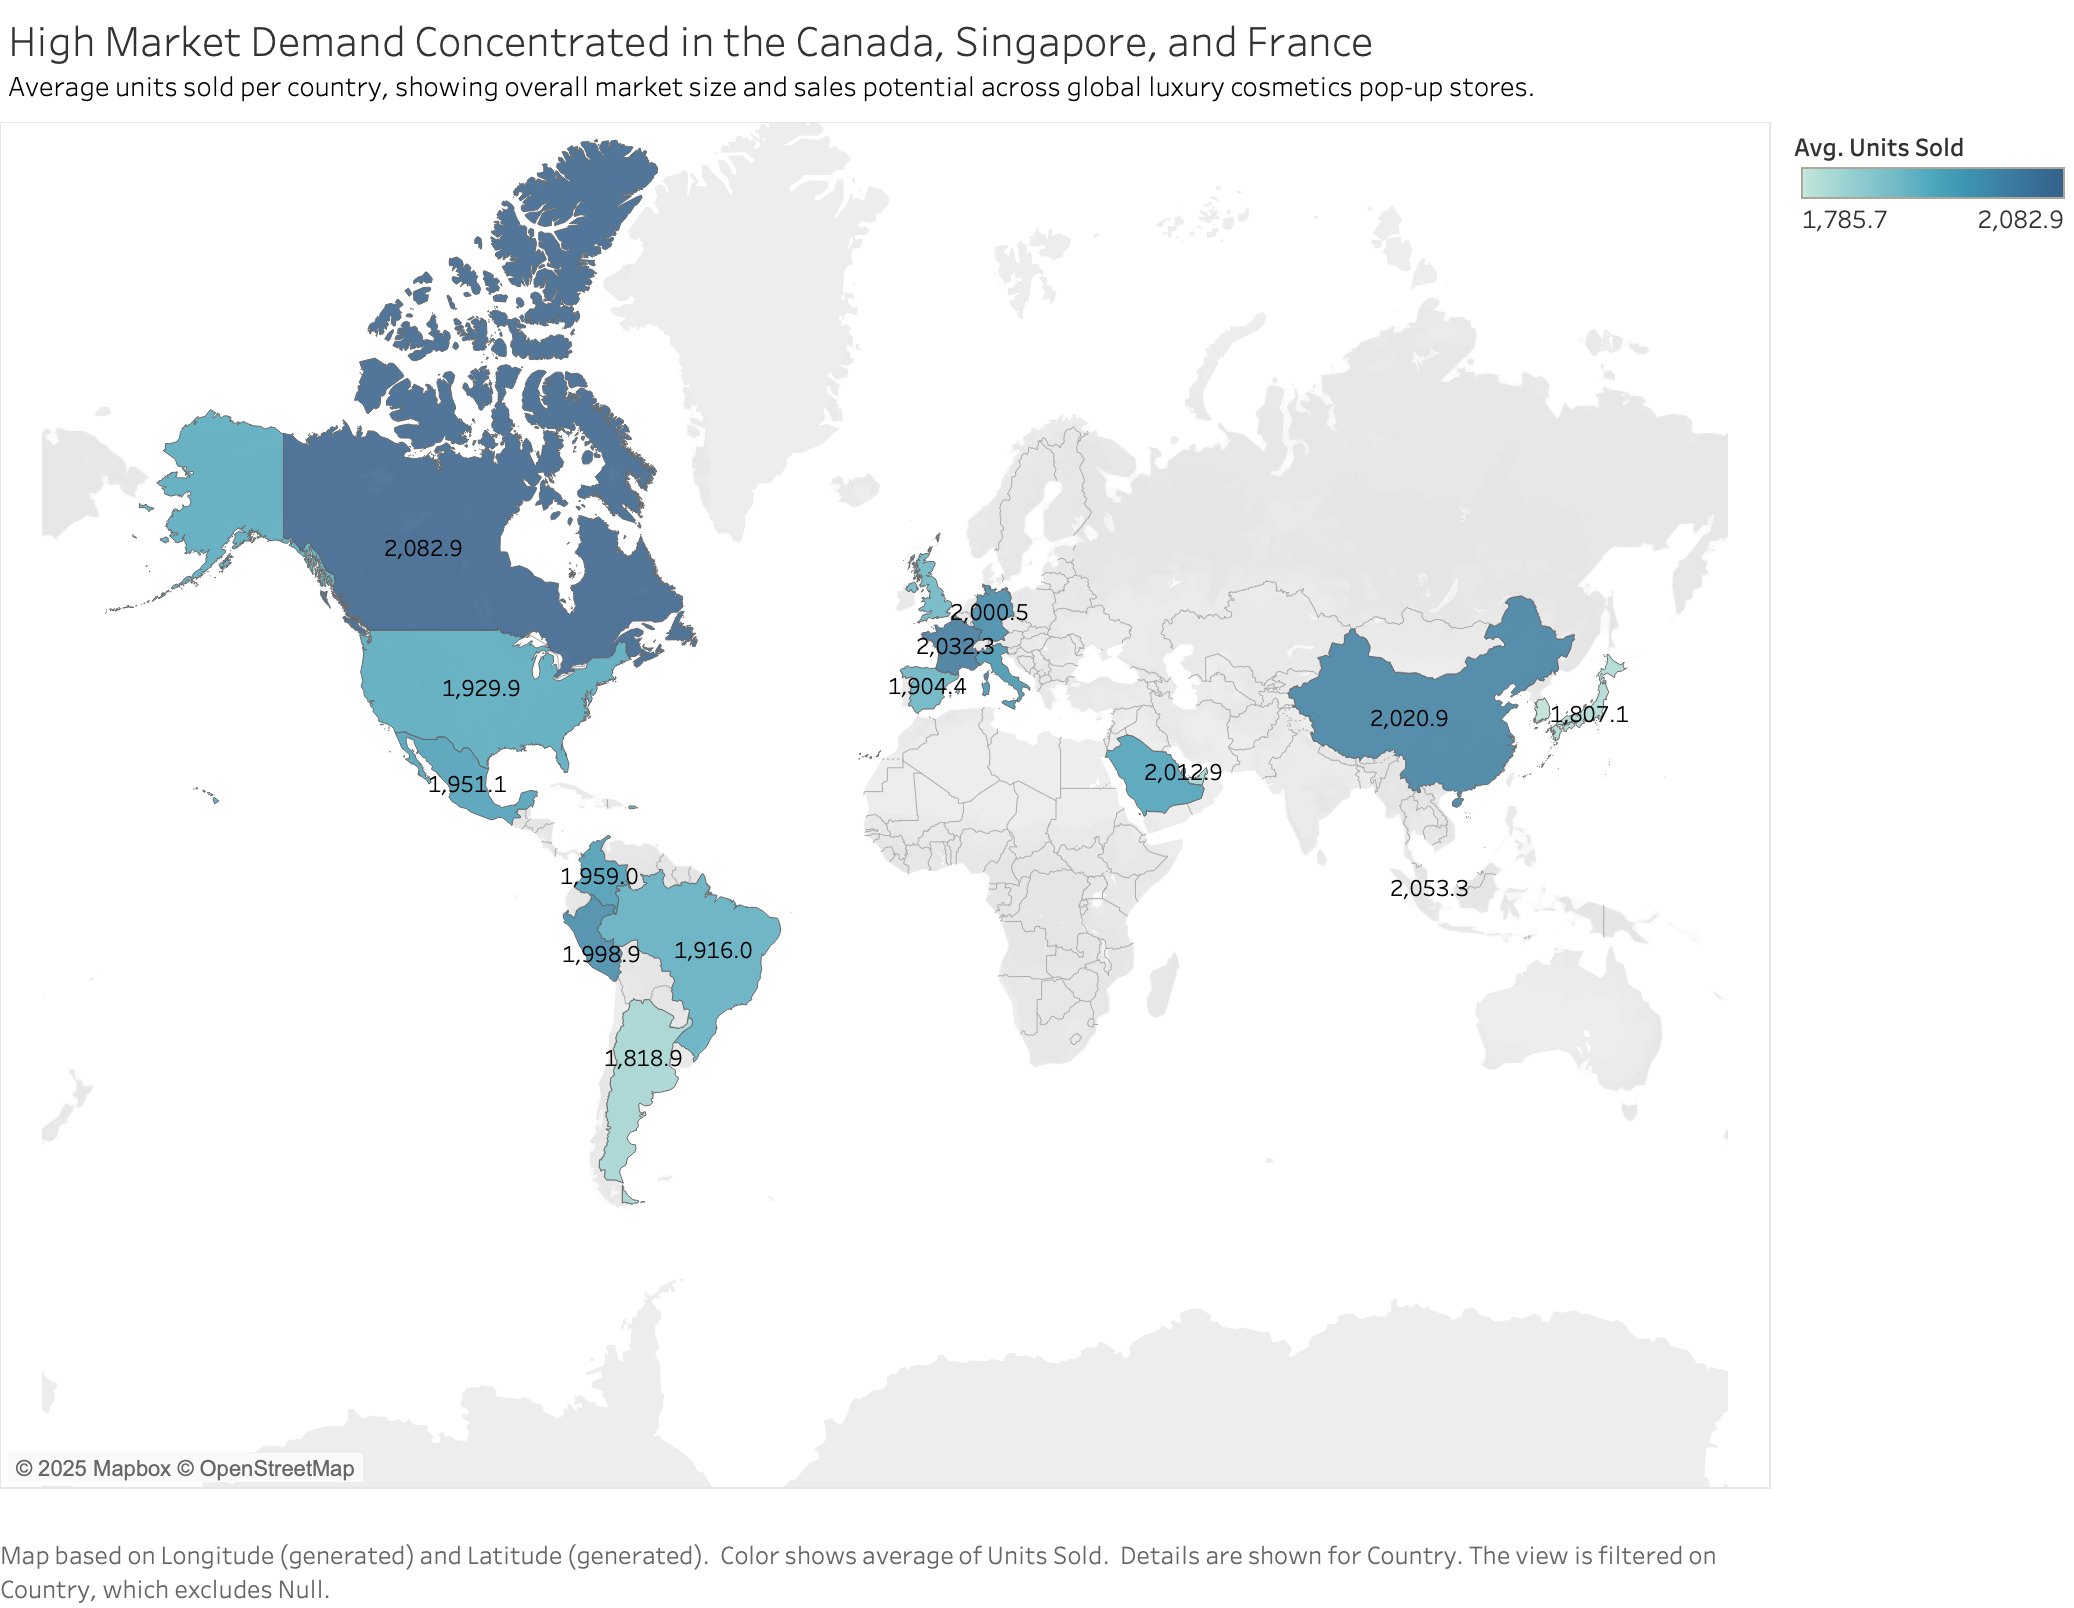 High Market Demand Concentrated in the Canada, Singapore, and France
Average units sold per country, showing overall market size and sales potential across global luxury cosmetics pop-up stores.
Avg. Units Sold
1,785.7 2,082.9
2,082.9
2,000.5
2,032.3
1,929.9
1,904.4
1,807.1
2,020.9
2,012.9
1,951.1
1,959.0
2,053.3
1,998.9
1,916.0
1,818.9
© 2025 Mapbox © OpenStreetMap
Map based on Longitude (generated) and Latitude (generated).  Color shows average of Units Sold.  Details are shown for Country. The view is filtered on
Country, which excludes Null.